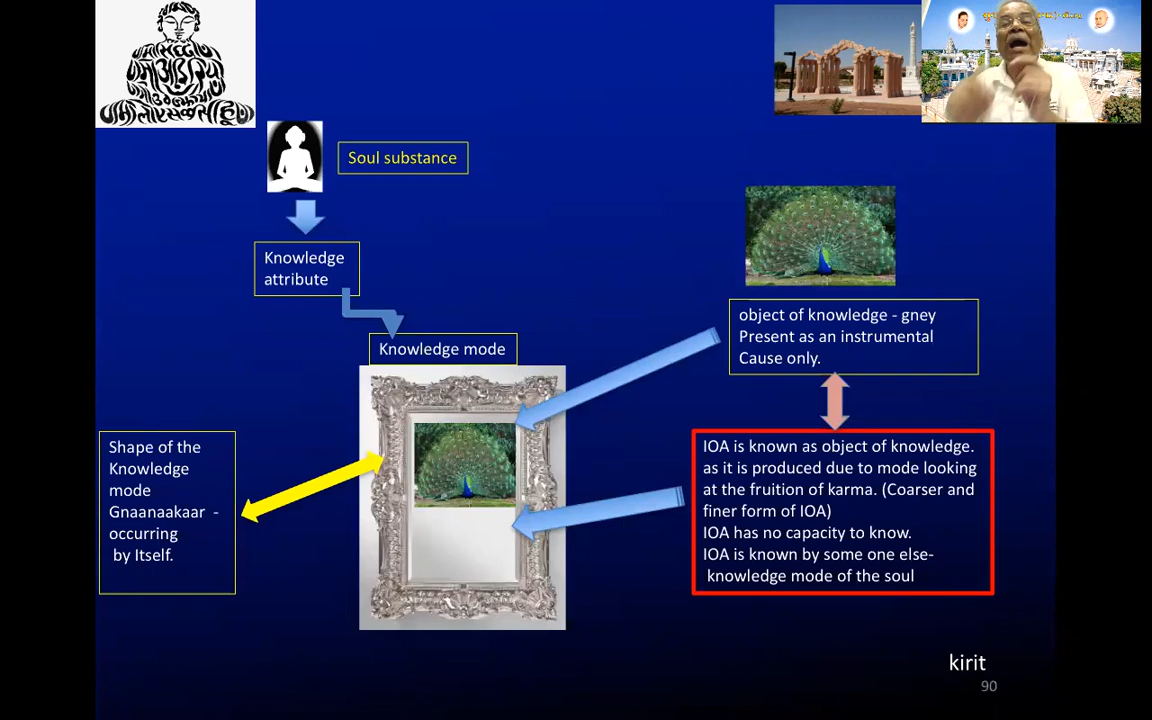 Soul substance
Knowledge
attribute
Knowledge mode
object of knowledge - gney
Present as an instrumental
Cause only.
Shape of the
Knowledge
mode
Gnaanaakaar -
occurring
by Itself.
IOA is known as object of knowledge.
as it is produced due to mode looking
at the fruition of karma. (Coarser and
finer form of IOA)
IOA has no capacity to know.
IOA is known by some one else-
knowledge mode of the soul
kirit
90